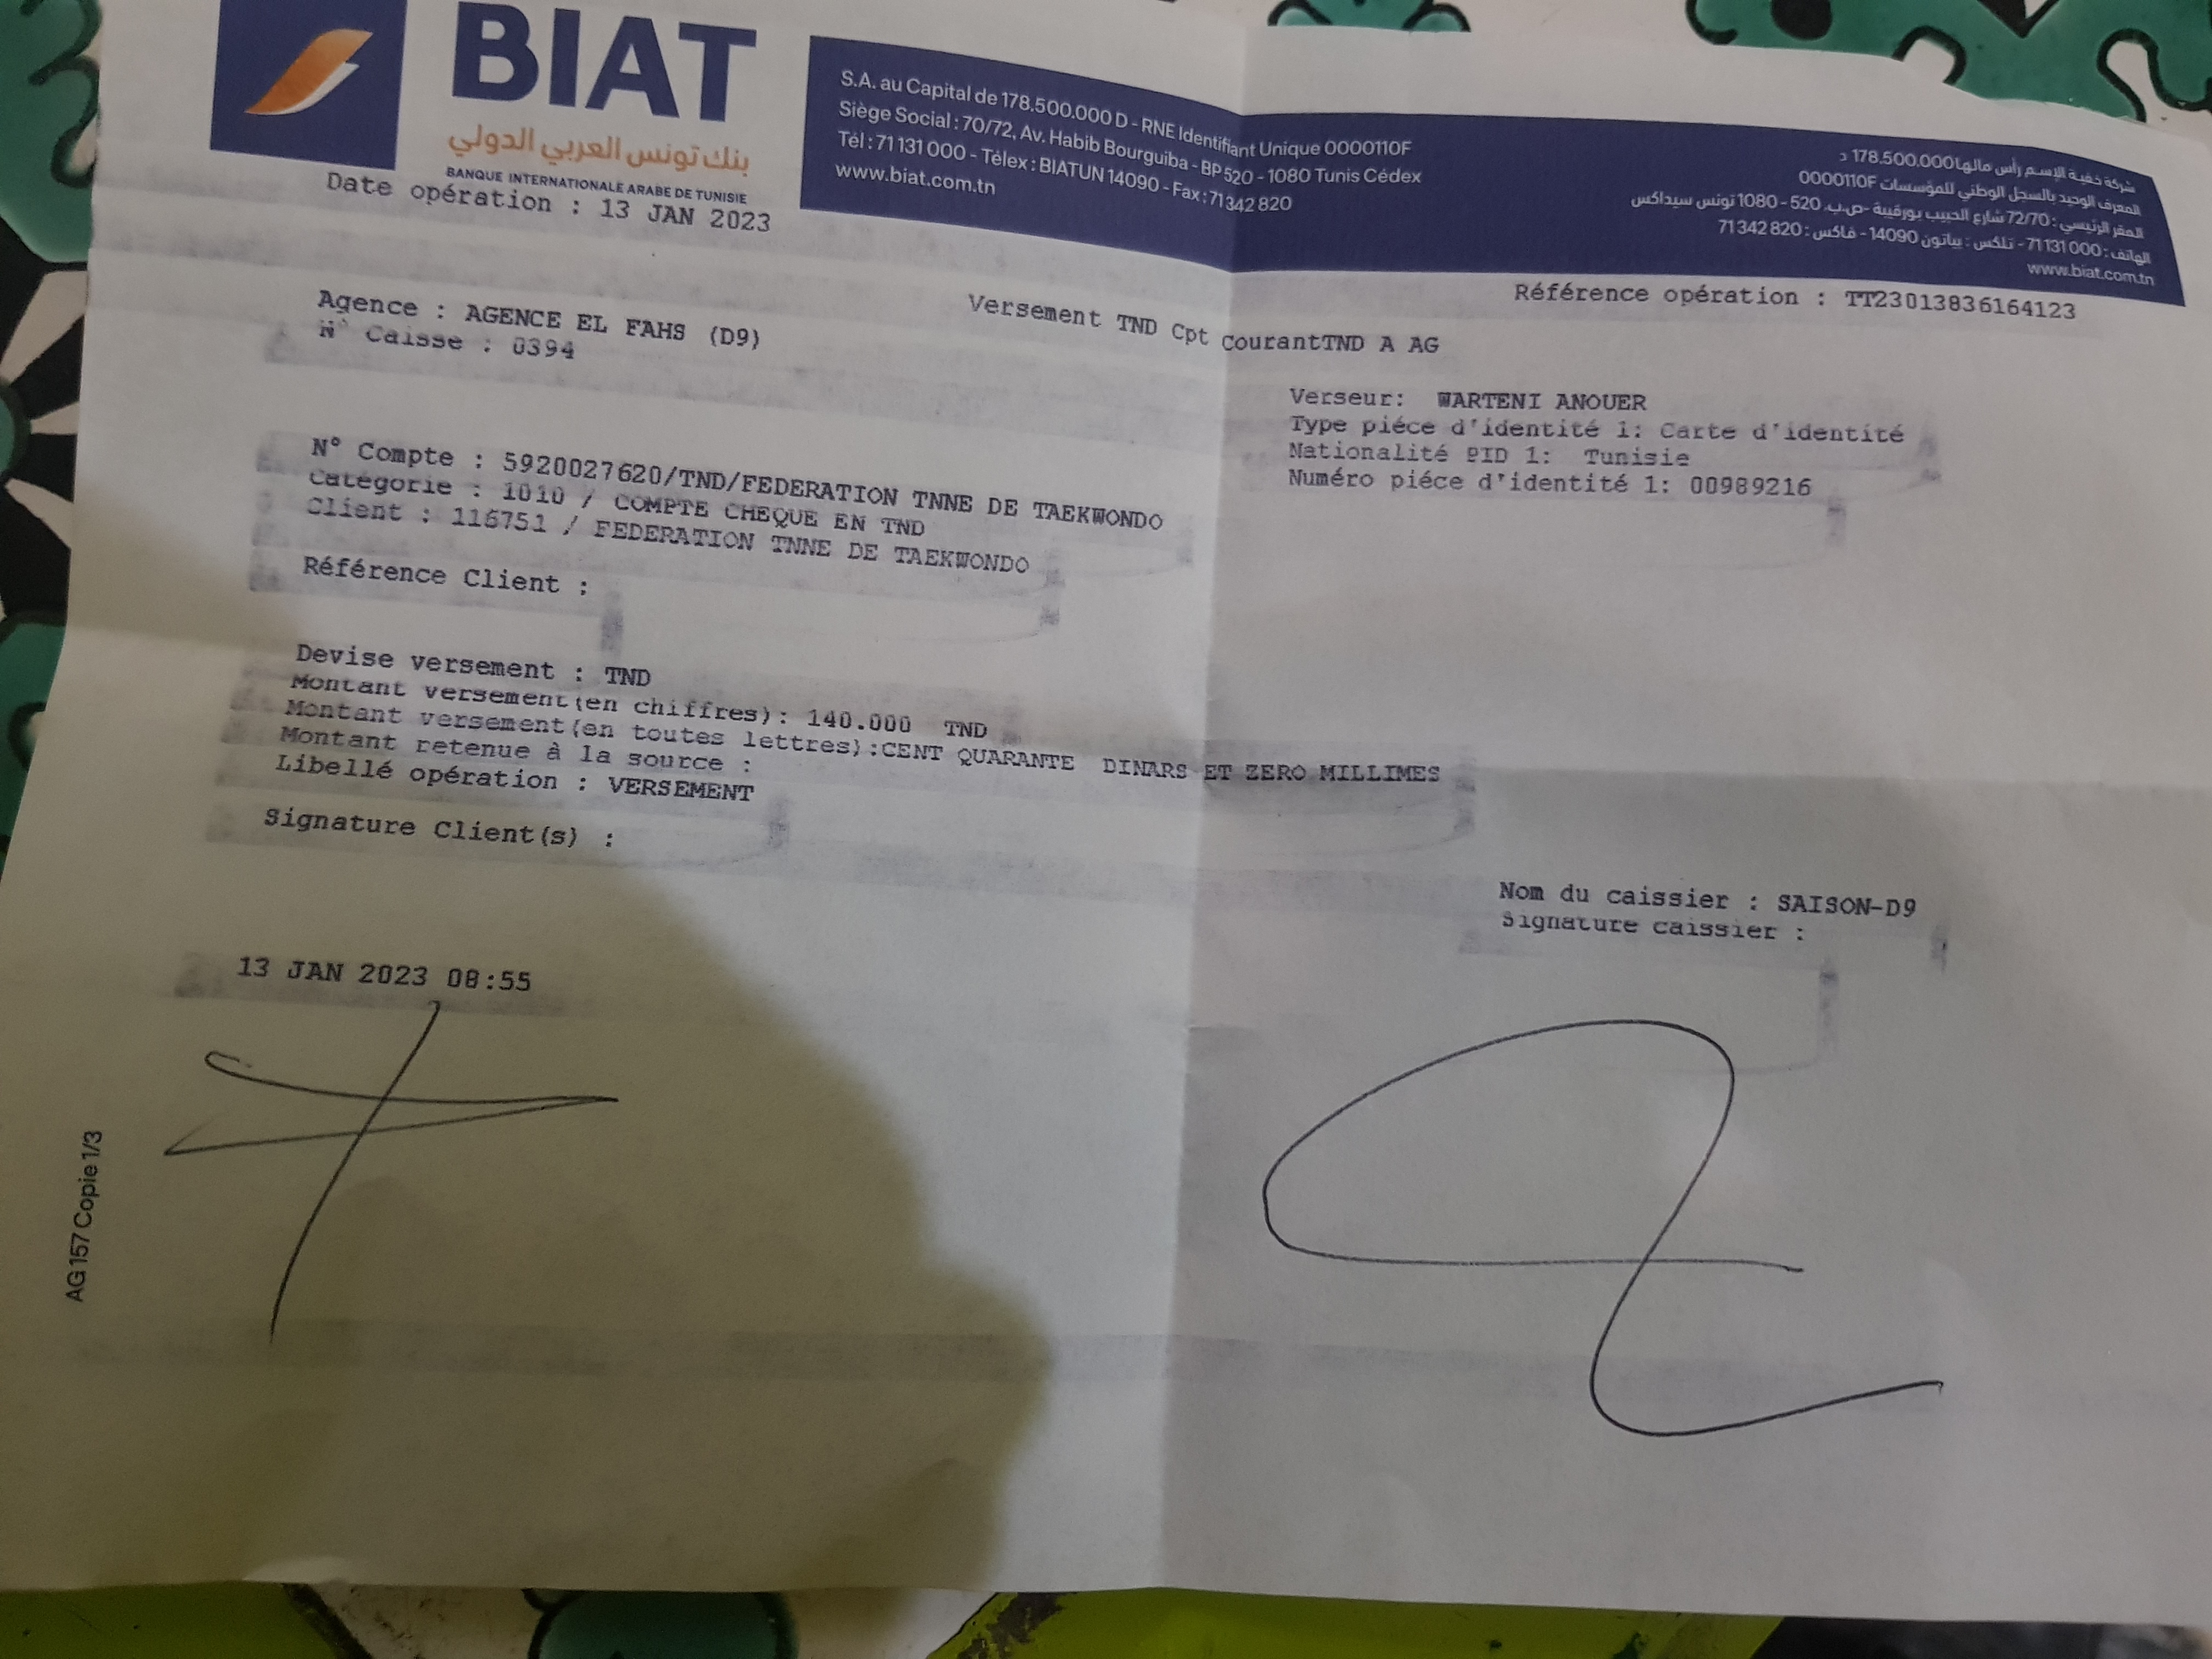 BIAT
بنك تونس العربي الدولي
BANQUE INTERNATIONALE ARABE DE TUNISIE
S.A. au Capital de 178.500.000 D - RNE Identifiant Unique 0000110F
Siège Social : 70/72, Av. Habib Bourguiba - BP 520 - 1080 Tunis Cédex
Tél : 71 131 000 - Télex : BIATUN 14090 - Fax : 71 342 820
www.biat.com.tn
شركة خفية الإسم رأس مالها 178.500.000 د
المعرف الوحيد بالسجل الوطني للمؤسسات 0000110F
المقر الرئيسي : 72/70 شارع الحبيب بورقيبة -ص.ب. 520 - 1080 تونس سيداكس
الهاتف : 71 131 000 - تلكس : بياتون 14090 - فاكس : 71 342 820
www.biat.com.tn
Date opération : 13 JAN 2023
Référence opération : TT23013836164123
Versement TND Cpt CourantTND A AG
Agence : AGENCE EL FAHS (D9)
N° Caisse : 0394
Verseur: WARTENI ANOUER
Type piéce d'identité 1: Carte d'identité
Nationalité PID 1: Tunisie
Numéro piéce d'identité 1: 00989216
N° Compte : 5920027620/TND/FEDERATION TNNE DE TAEKWONDO
Catégorie : 1010 / COMPTE CHEQUE EN TND
Client : 116751 / FEDERATION TNNE DE TAEKWONDO
Référence Client :
Devise versement : TND
Montant versement(en chiffres): 140.000 TND
Montant versement(en toutes lettres):CENT QUARANTE DINARS ET ZERO MILLIMES
Montant retenue à la source :
Libellé opération : VERSEMENT
Signature Client(s) :
Nom du caissier : SAISON-D9
Signature caissier :
13 JAN 2023 08:55
AG 157 Copie 1/3